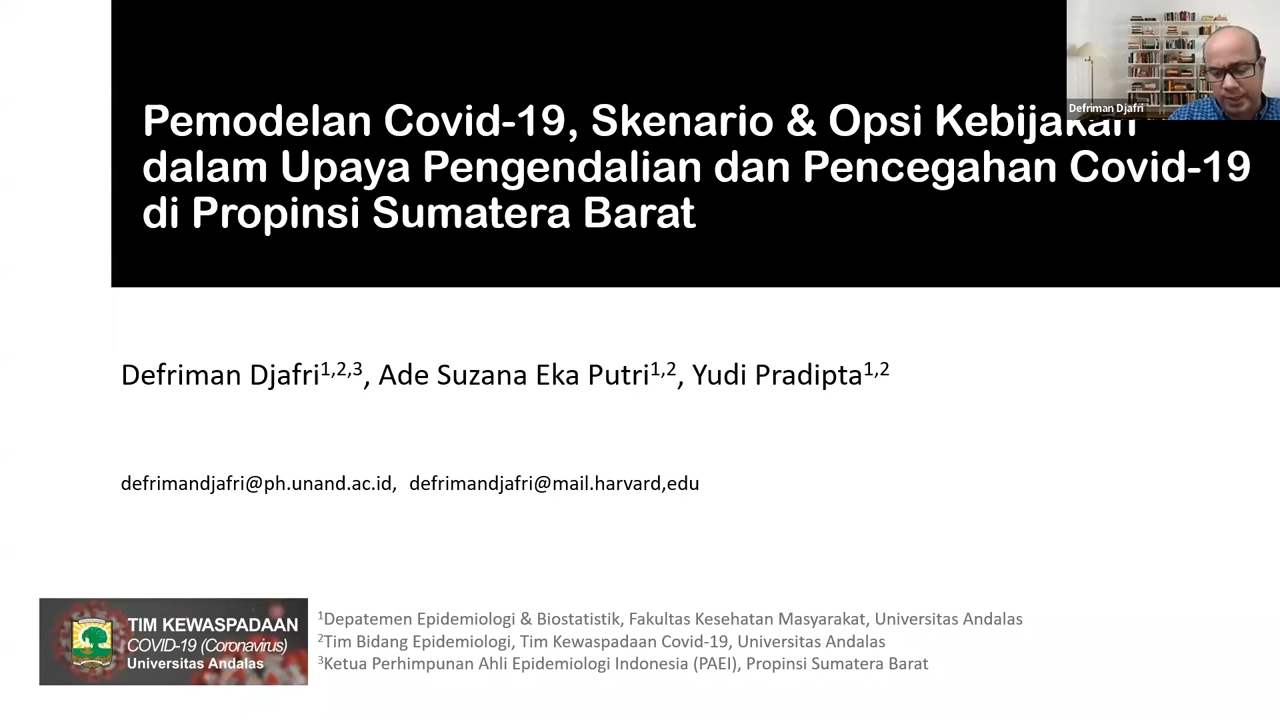 Defriman Djafri
Pemodelan Covid-19, Skenario & Opsi Kebijakan
dalam Upaya Pengendalian dan Pencegahan Covid-19
di Propinsi Sumatera Barat
Defriman Djafri1,2,3, Ade Suzana Eka Putri1,2, Yudi Pradipta1,2
defrimandjafri@ph.unand.ac.id, defrimandjafri@mail.harvard,edu
TIM KEWASPADAAN
COVID-19 (Coronavirus)
Universitas Andalas
1Depatemen Epidemiologi & Biostatistik, Fakultas Kesehatan Masyarakat, Universitas Andalas
2Tim Bidang Epidemiologi, Tim Kewaspadaan Covid-19, Universitas Andalas
3Ketua Perhimpunan Ahli Epidemiologi Indonesia (PAEI), Propinsi Sumatera Barat